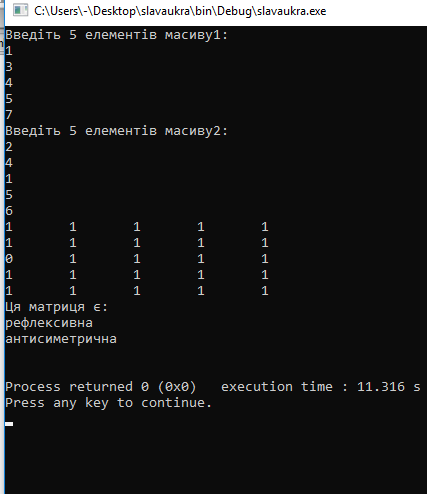 C:\Users\-\Desktop\slavaukra\bin\Debug\slavaukra.exe
Введіть 5 елементів масиву1:
1
3
4
5
7
Введіть 5 елементів масиву2:
2
4
1
5
6
1 1 1 1 1
1 1 1 1 1
0 1 1 1 1
1 1 1 1 1
1 1 1 1 1
Ця матриця є:
рефлексивна
антисиметрична
Process returned 0 (0x0) execution time : 11.316 s
Press any key to continue.